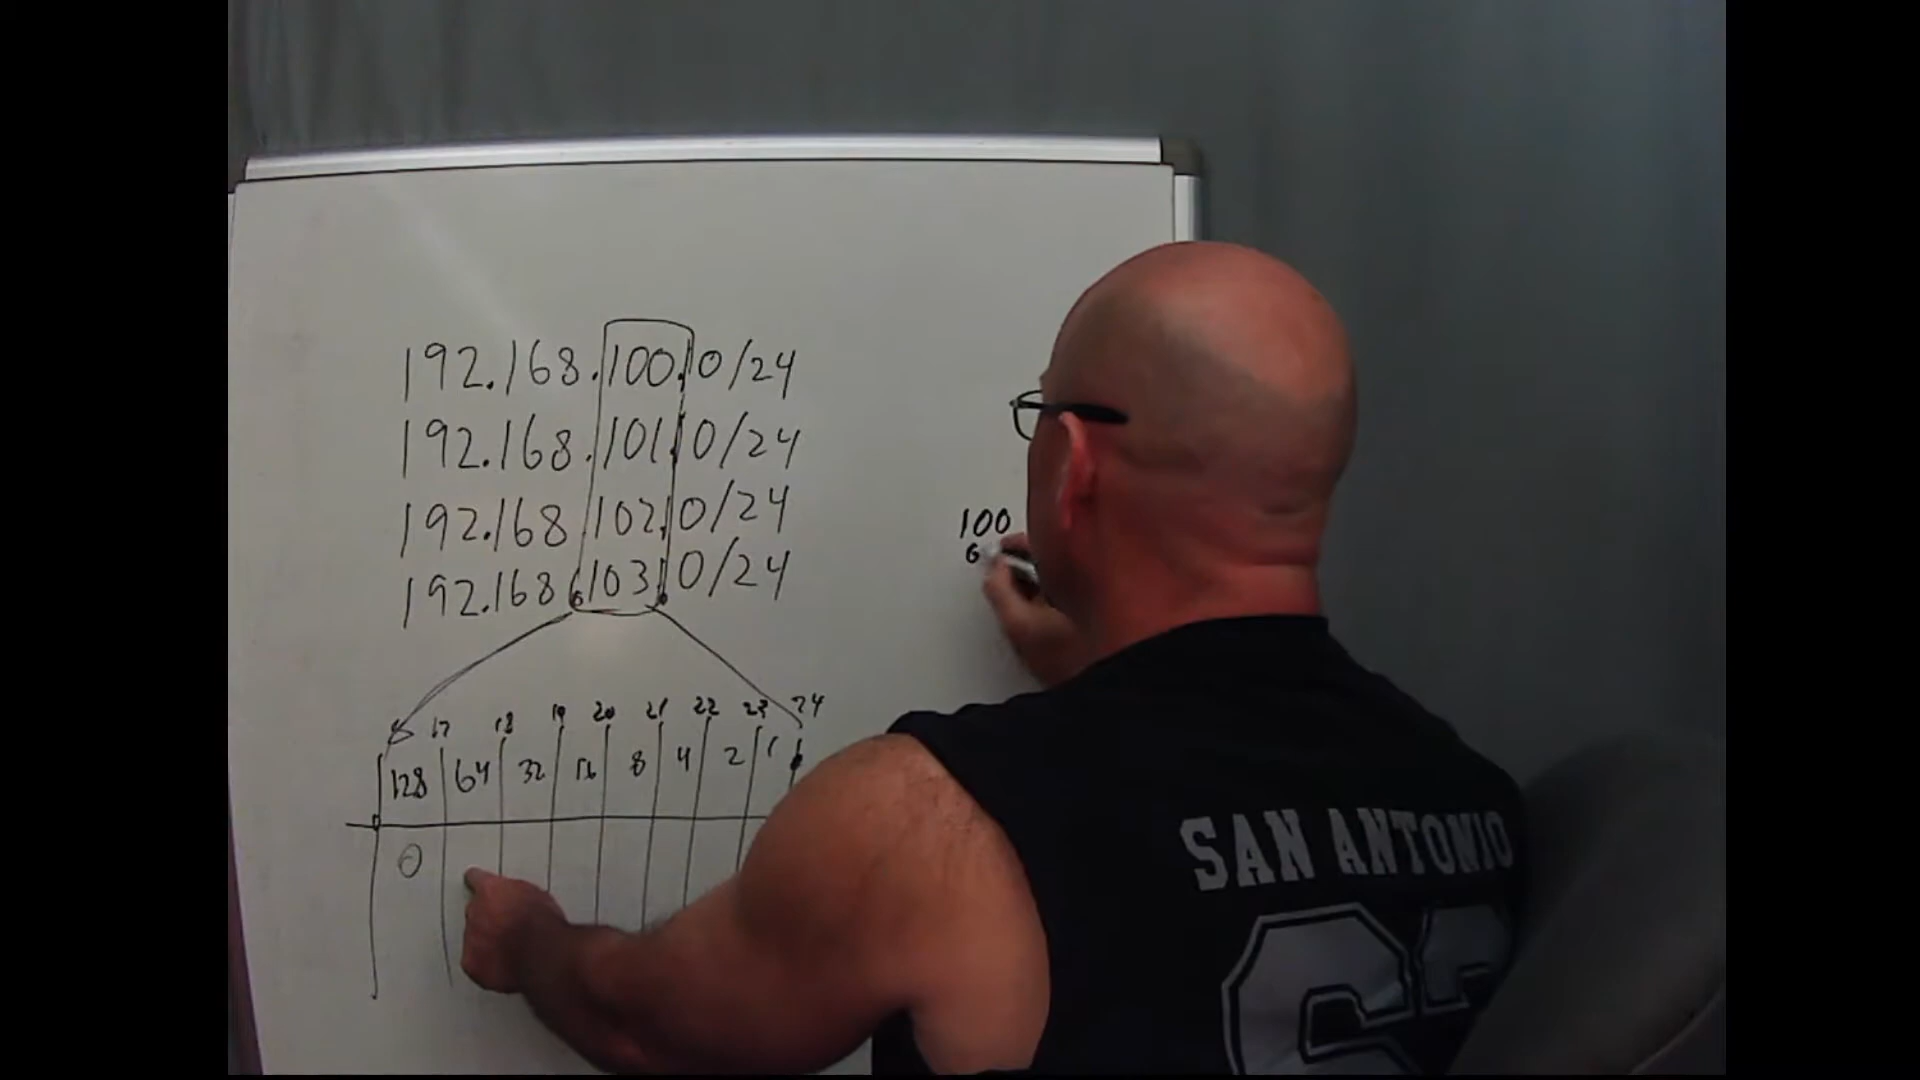 192.168.100.0/24
192.168.101.0/24
192.168.102.0/24
192.168.103.0/24
100
6
17 18 19 20 21 22 23 24
128 64 32 16 8 4 2 1
0
SAN ANTONIO